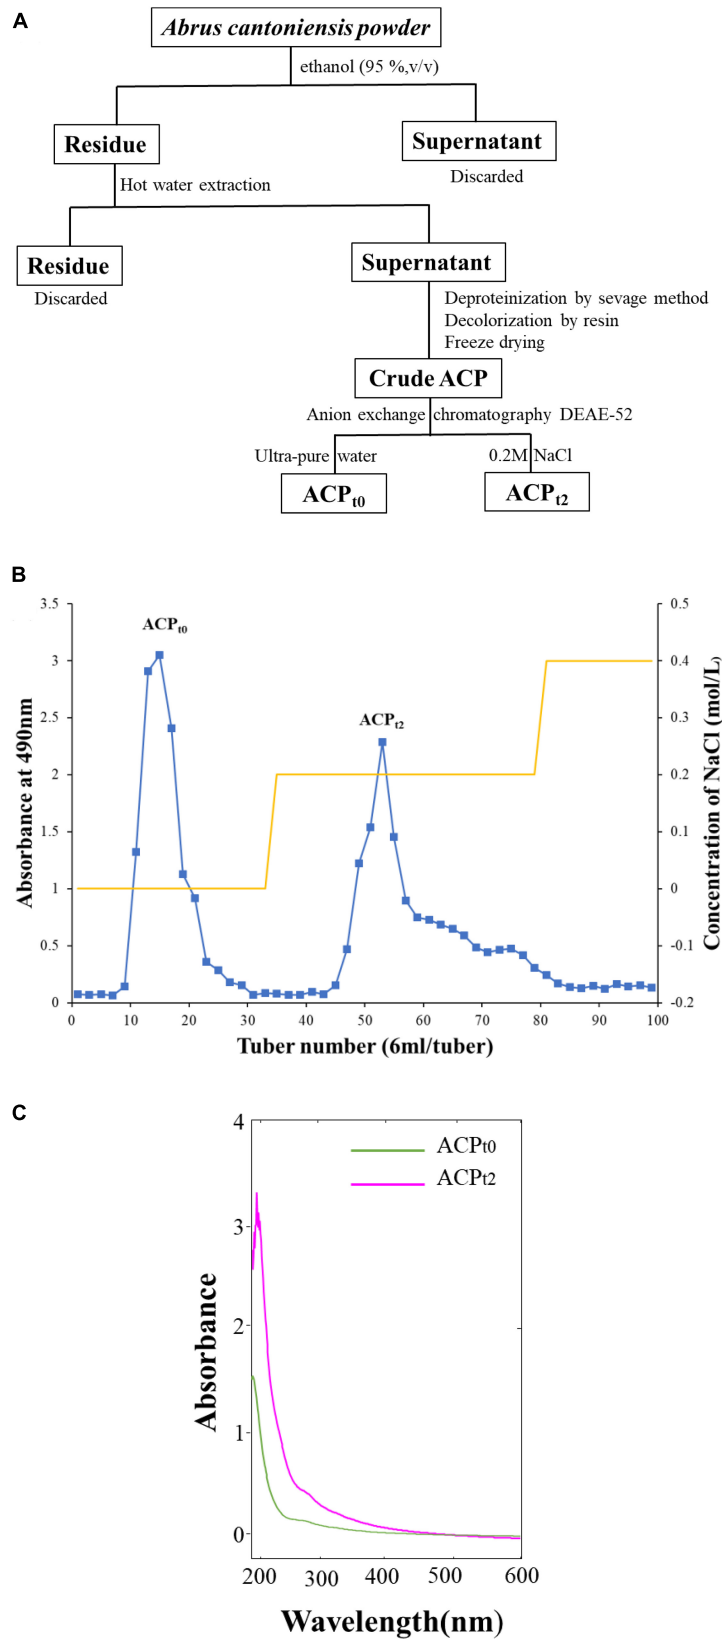 A
Abrus cantoniensis powder
ethanol (95 %,v/v)
Residue
Supernatant
Discarded
Hot water extraction
Residue
Supernatant
Discarded
Deproteinization by sevage method
Decolorization by resin
Freeze drying
Crude ACP
Anion exchange chromatography DEAE-52
Ultra-pure water
0.2M NaCl
ACPt0
ACPt2
B
3.5
3
2.5
2
1.5
1
0.5
0
Absorbance at 490nm
ACPt0
ACPt2
0.5
0.4
0.3
0.2
0.1
0
-0.1
-0.2
Concentration of NaCl (mol/L)
0 10 20 30 40 50 60 70 80 90 100
Tuber number (6ml/tuber)
C
4
3
2
1
0
Absorbance
ACPt0
ACPt2
200 300 400 500 600
Wavelength(nm)